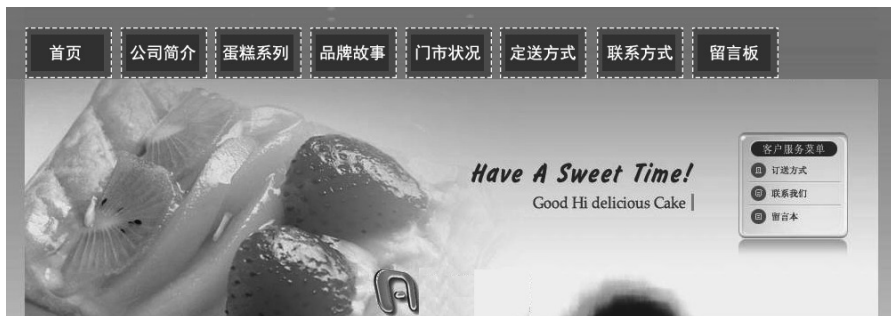 首页 公司简介 蛋糕系列 品牌故事 门市状况 定送方式 联系方式 留言板
Have A Sweet Time!
Good Hi delicious Cake
客户服务菜单
订送方式
联系我们
留言本